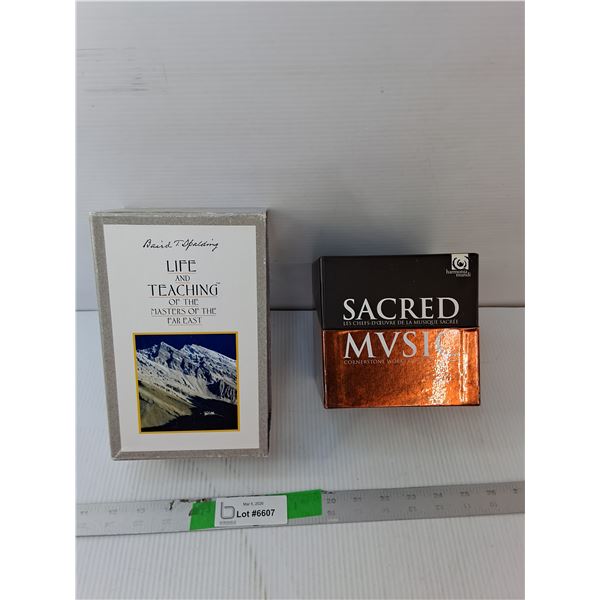 Baird T. Spalding
LIFE
AND
TEACHING
OF THE
MASTERS OF THE
FAR EAST
harmonia
mundi
SACRED
LES CHEFS-D'ŒUVRE DE LA MUSIQUE SACRÉE
MVSIC
CORNERSTONE WORKS
Mar 6, 2026
Lot #6607